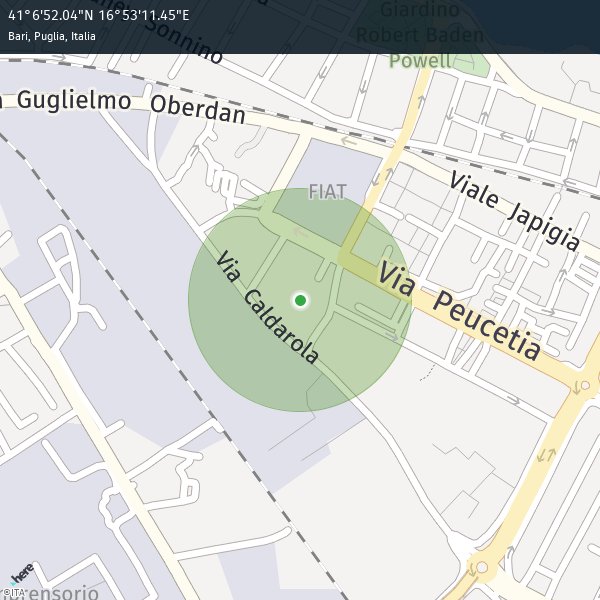 41°6'52.04"N 16°53'11.45"E
Bari, Puglia, Italia
Sonnino
Giardino
Robert Baden
Powell
Guglielmo Oberdan
FIAT
Viale Japigia
Via Caldarola
Via Peucetia
here
©ITA